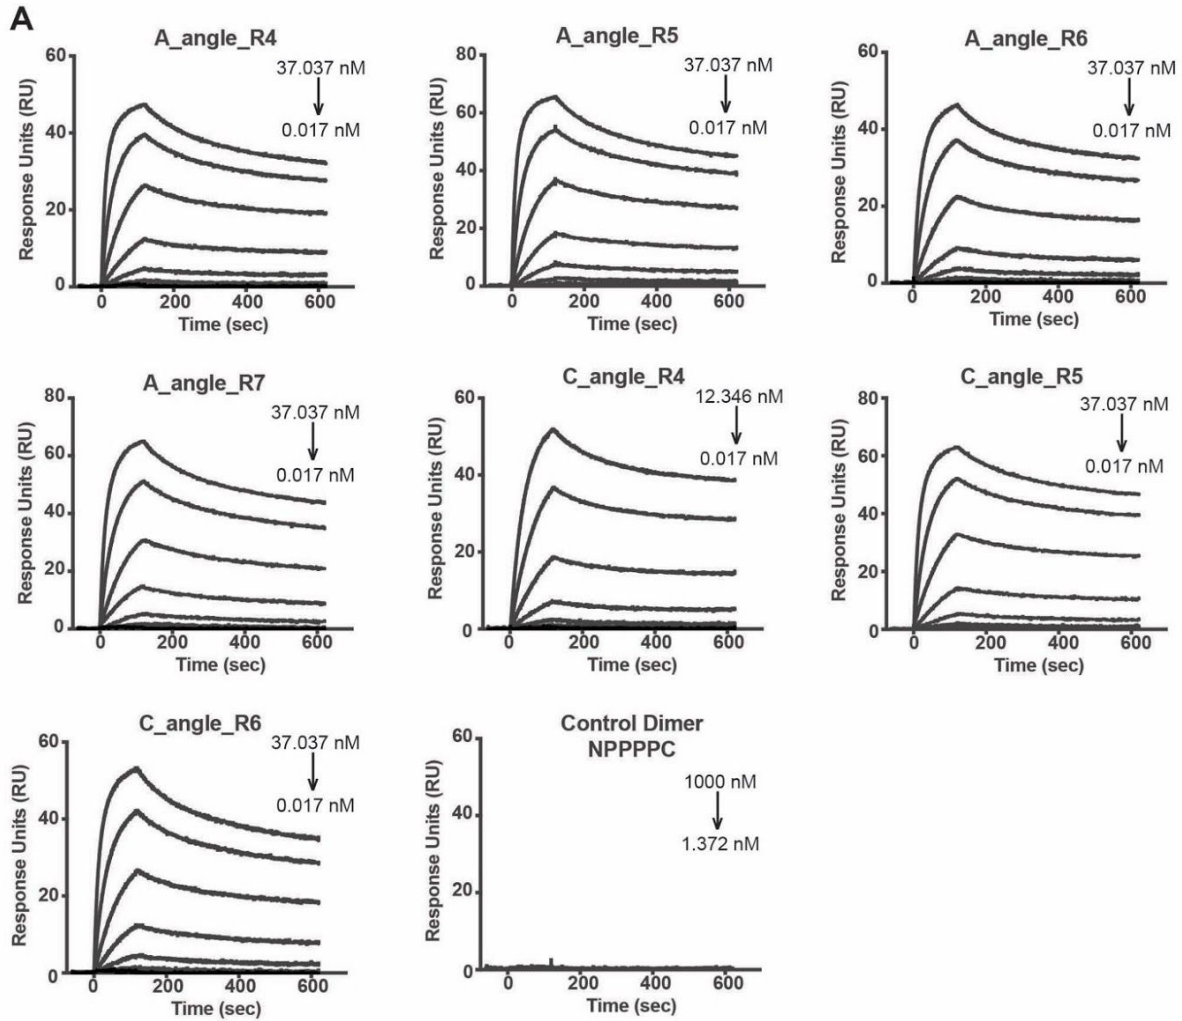 A
A_angle_R4
60
40
20
0
Response Units (RU)
37.037 nM
0.017 nM
0 200 400 600
Time (sec)
A_angle_R5
80
60
40
20
0
Response Units (RU)
37.037 nM
0.017 nM
0 200 400 600
Time (sec)
A_angle_R6
60
40
20
0
Response Units (RU)
37.037 nM
0.017 nM
0 200 400 600
Time (sec)
A_angle_R7
80
60
40
20
0
Response Units (RU)
37.037 nM
0.017 nM
0 200 400 600
Time (sec)
C_angle_R4
60
40
20
0
Response Units (RU)
12.346 nM
0.017 nM
0 200 400 600
Time (sec)
C_angle_R5
80
60
40
20
0
Response Units (RU)
37.037 nM
0.017 nM
0 200 400 600
Time (sec)
C_angle_R6
60
40
20
0
Response Units (RU)
37.037 nM
0.017 nM
0 200 400 600
Time (sec)
Control Dimer
NPPPPC
60
40
20
0
Response Units (RU)
1000 nM
1.372 nM
0 200 400 600
Time (sec)